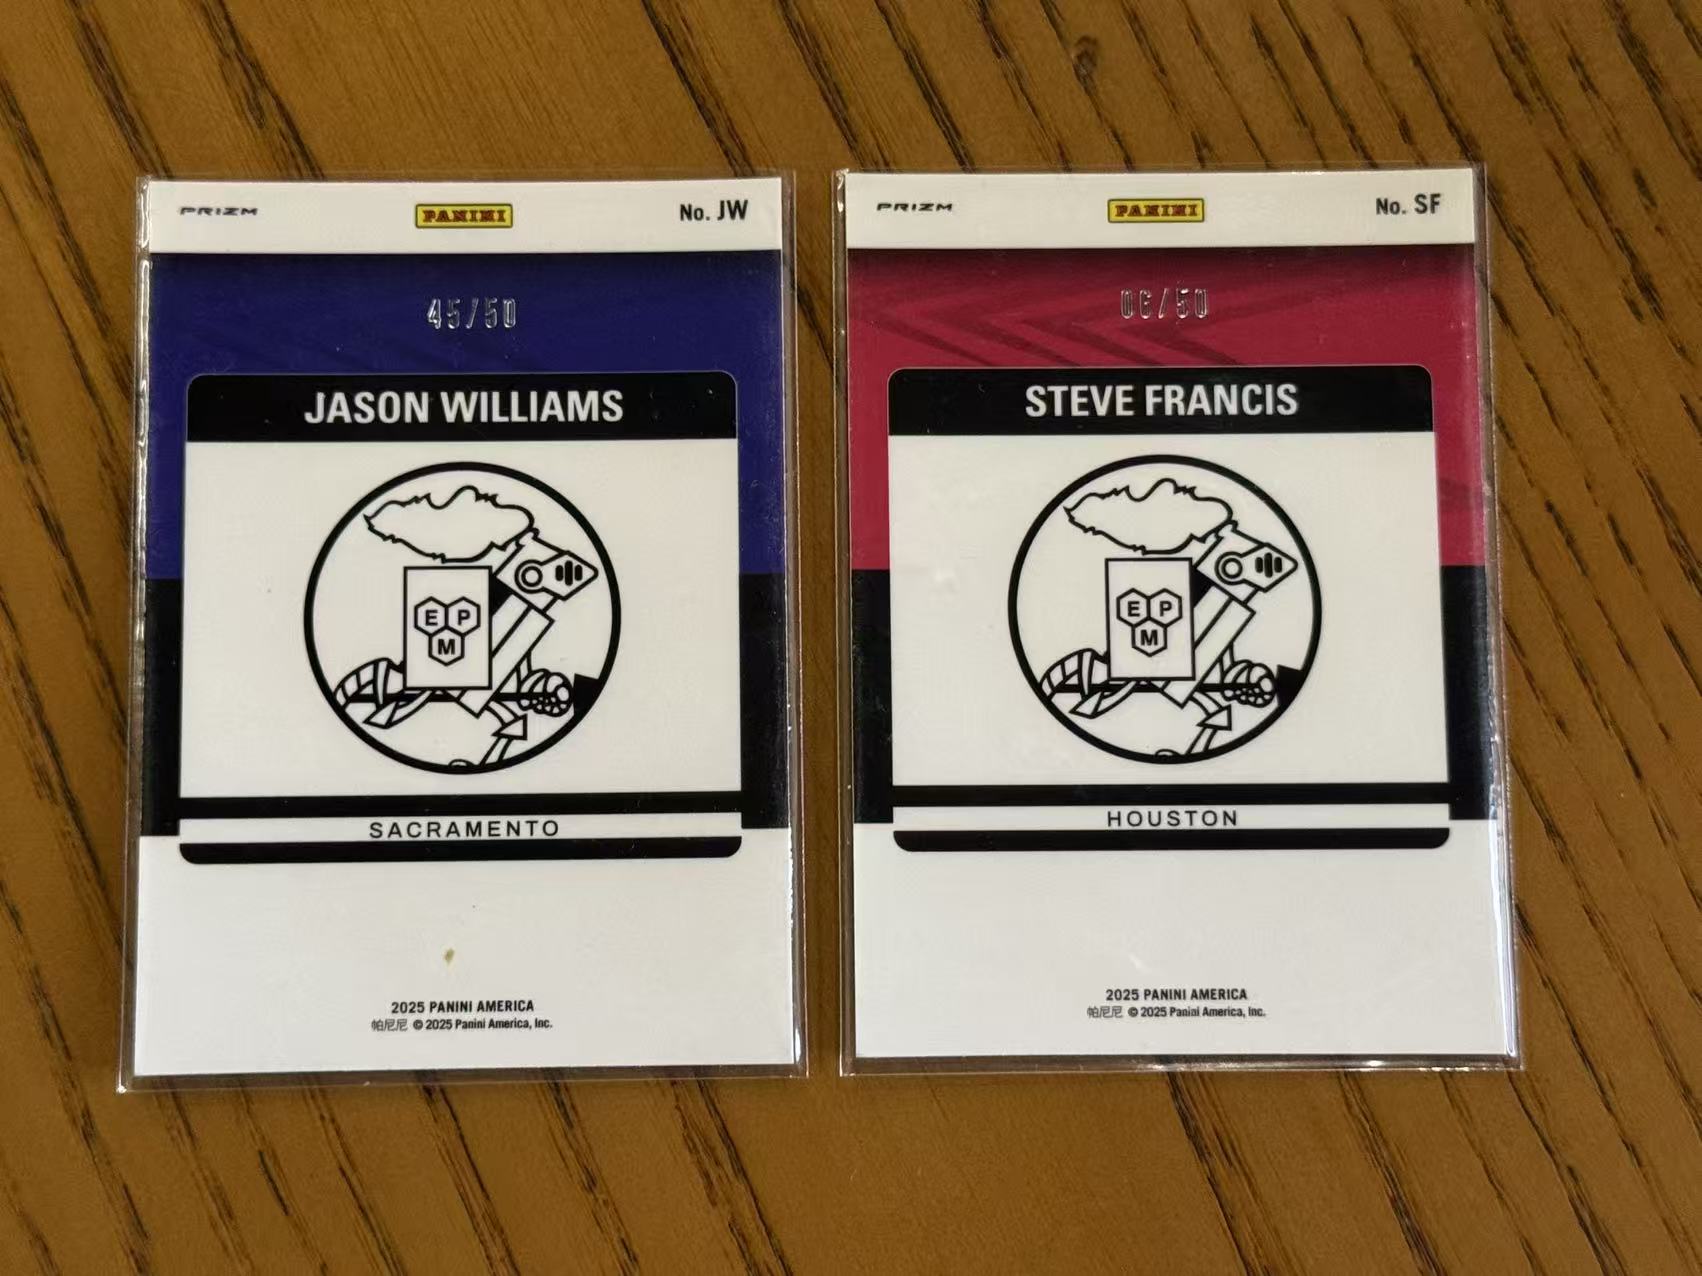 PRIZM
PANINI
No. JW
45/50
JASON WILLIAMS
E P
M
SACRAMENTO
2025 PANINI AMERICA
帕尼尼 © 2025 Panini America, Inc.
PRIZM
PANINI
No. SF
06/50
STEVE FRANCIS
E P
M
HOUSTON
2025 PANINI AMERICA
帕尼尼 © 2025 Panini America, Inc.